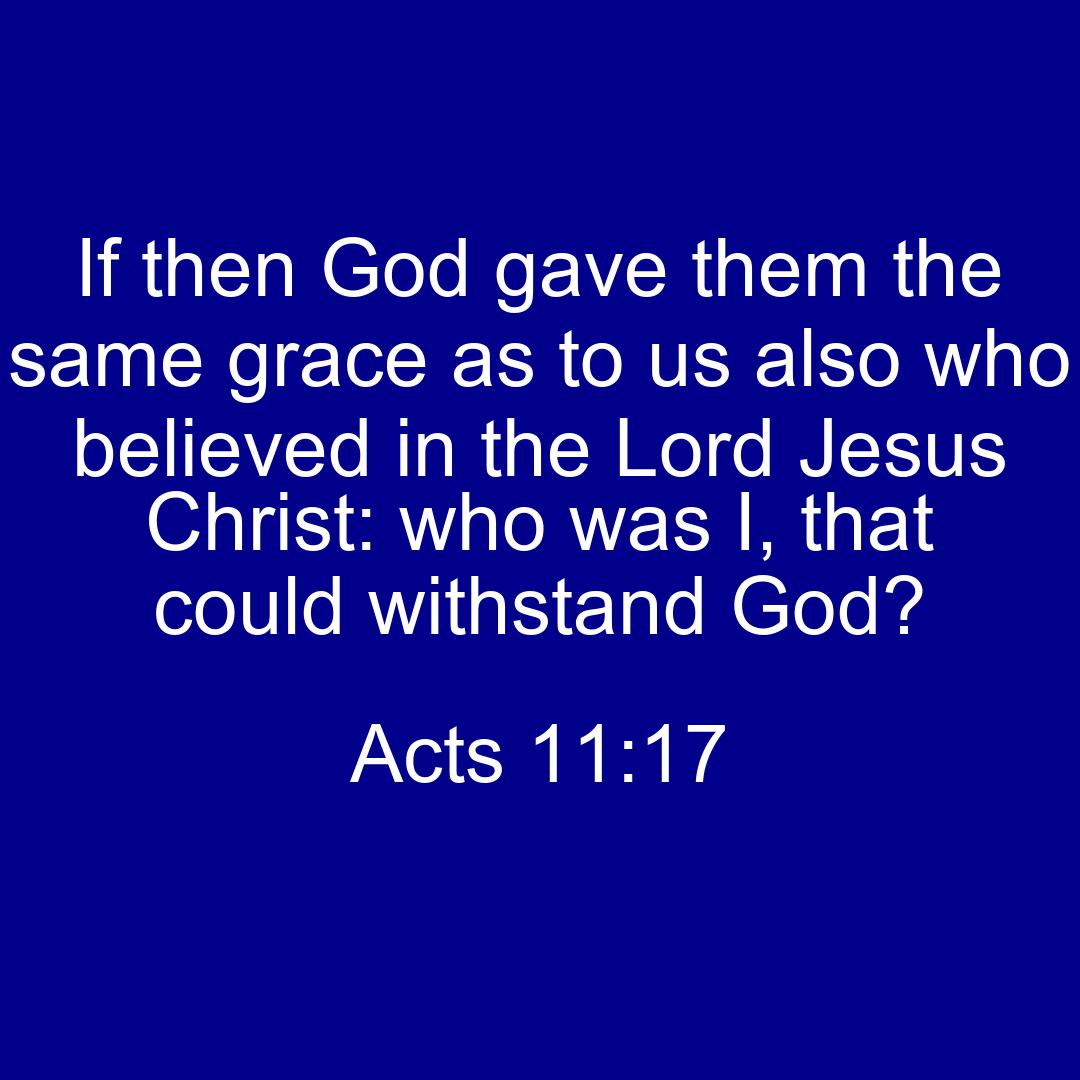 If then God gave them the
same grace as to us also who
believed in the Lord Jesus
Christ: who was I, that
could withstand God?
Acts 11:17